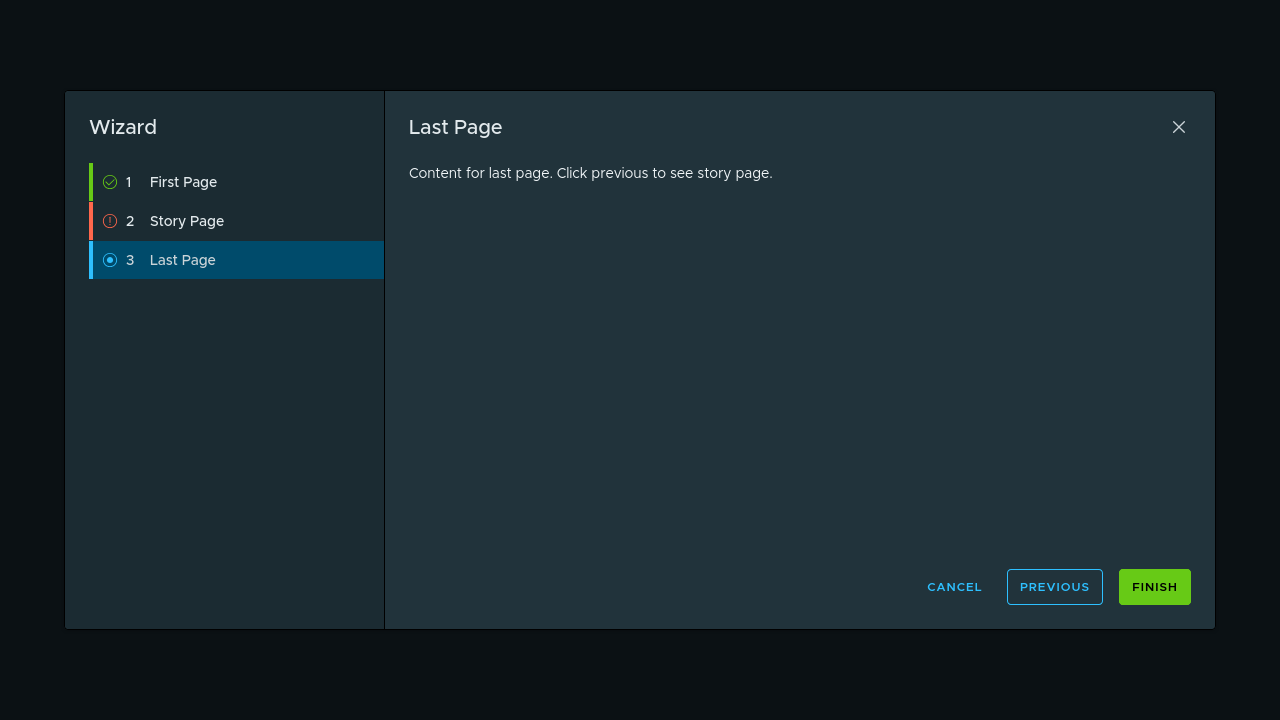 Wizard
1 First Page
2 Story Page
3 Last Page
Last Page
Content for last page. Click previous to see story page.
CANCEL PREVIOUS FINISH